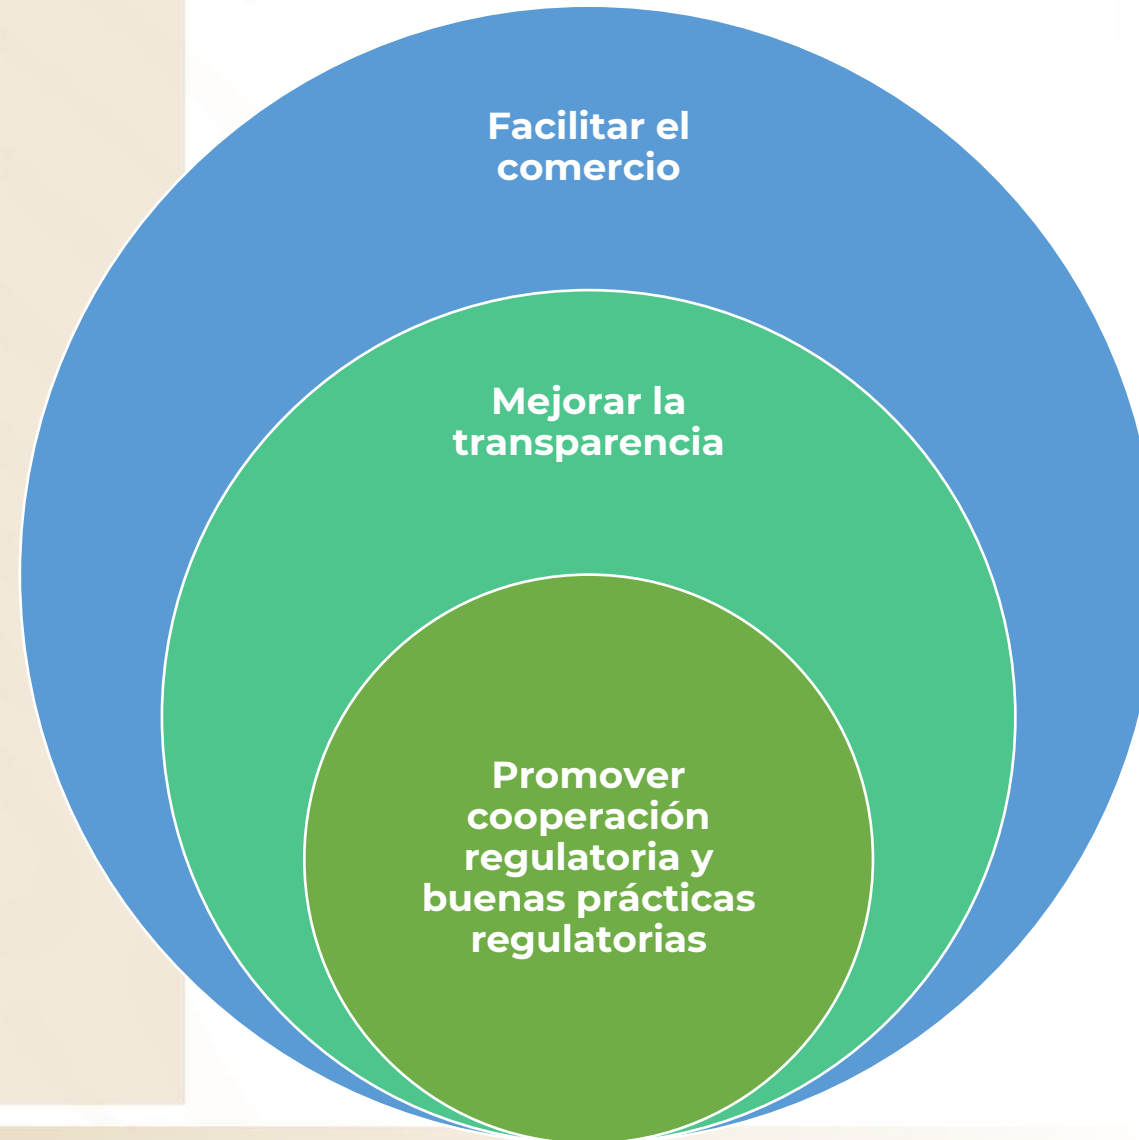 Facilitar el
comercio
Mejorar la
transparencia
Promover
cooperación
regulatoria y
buenas prácticas
regulatorias